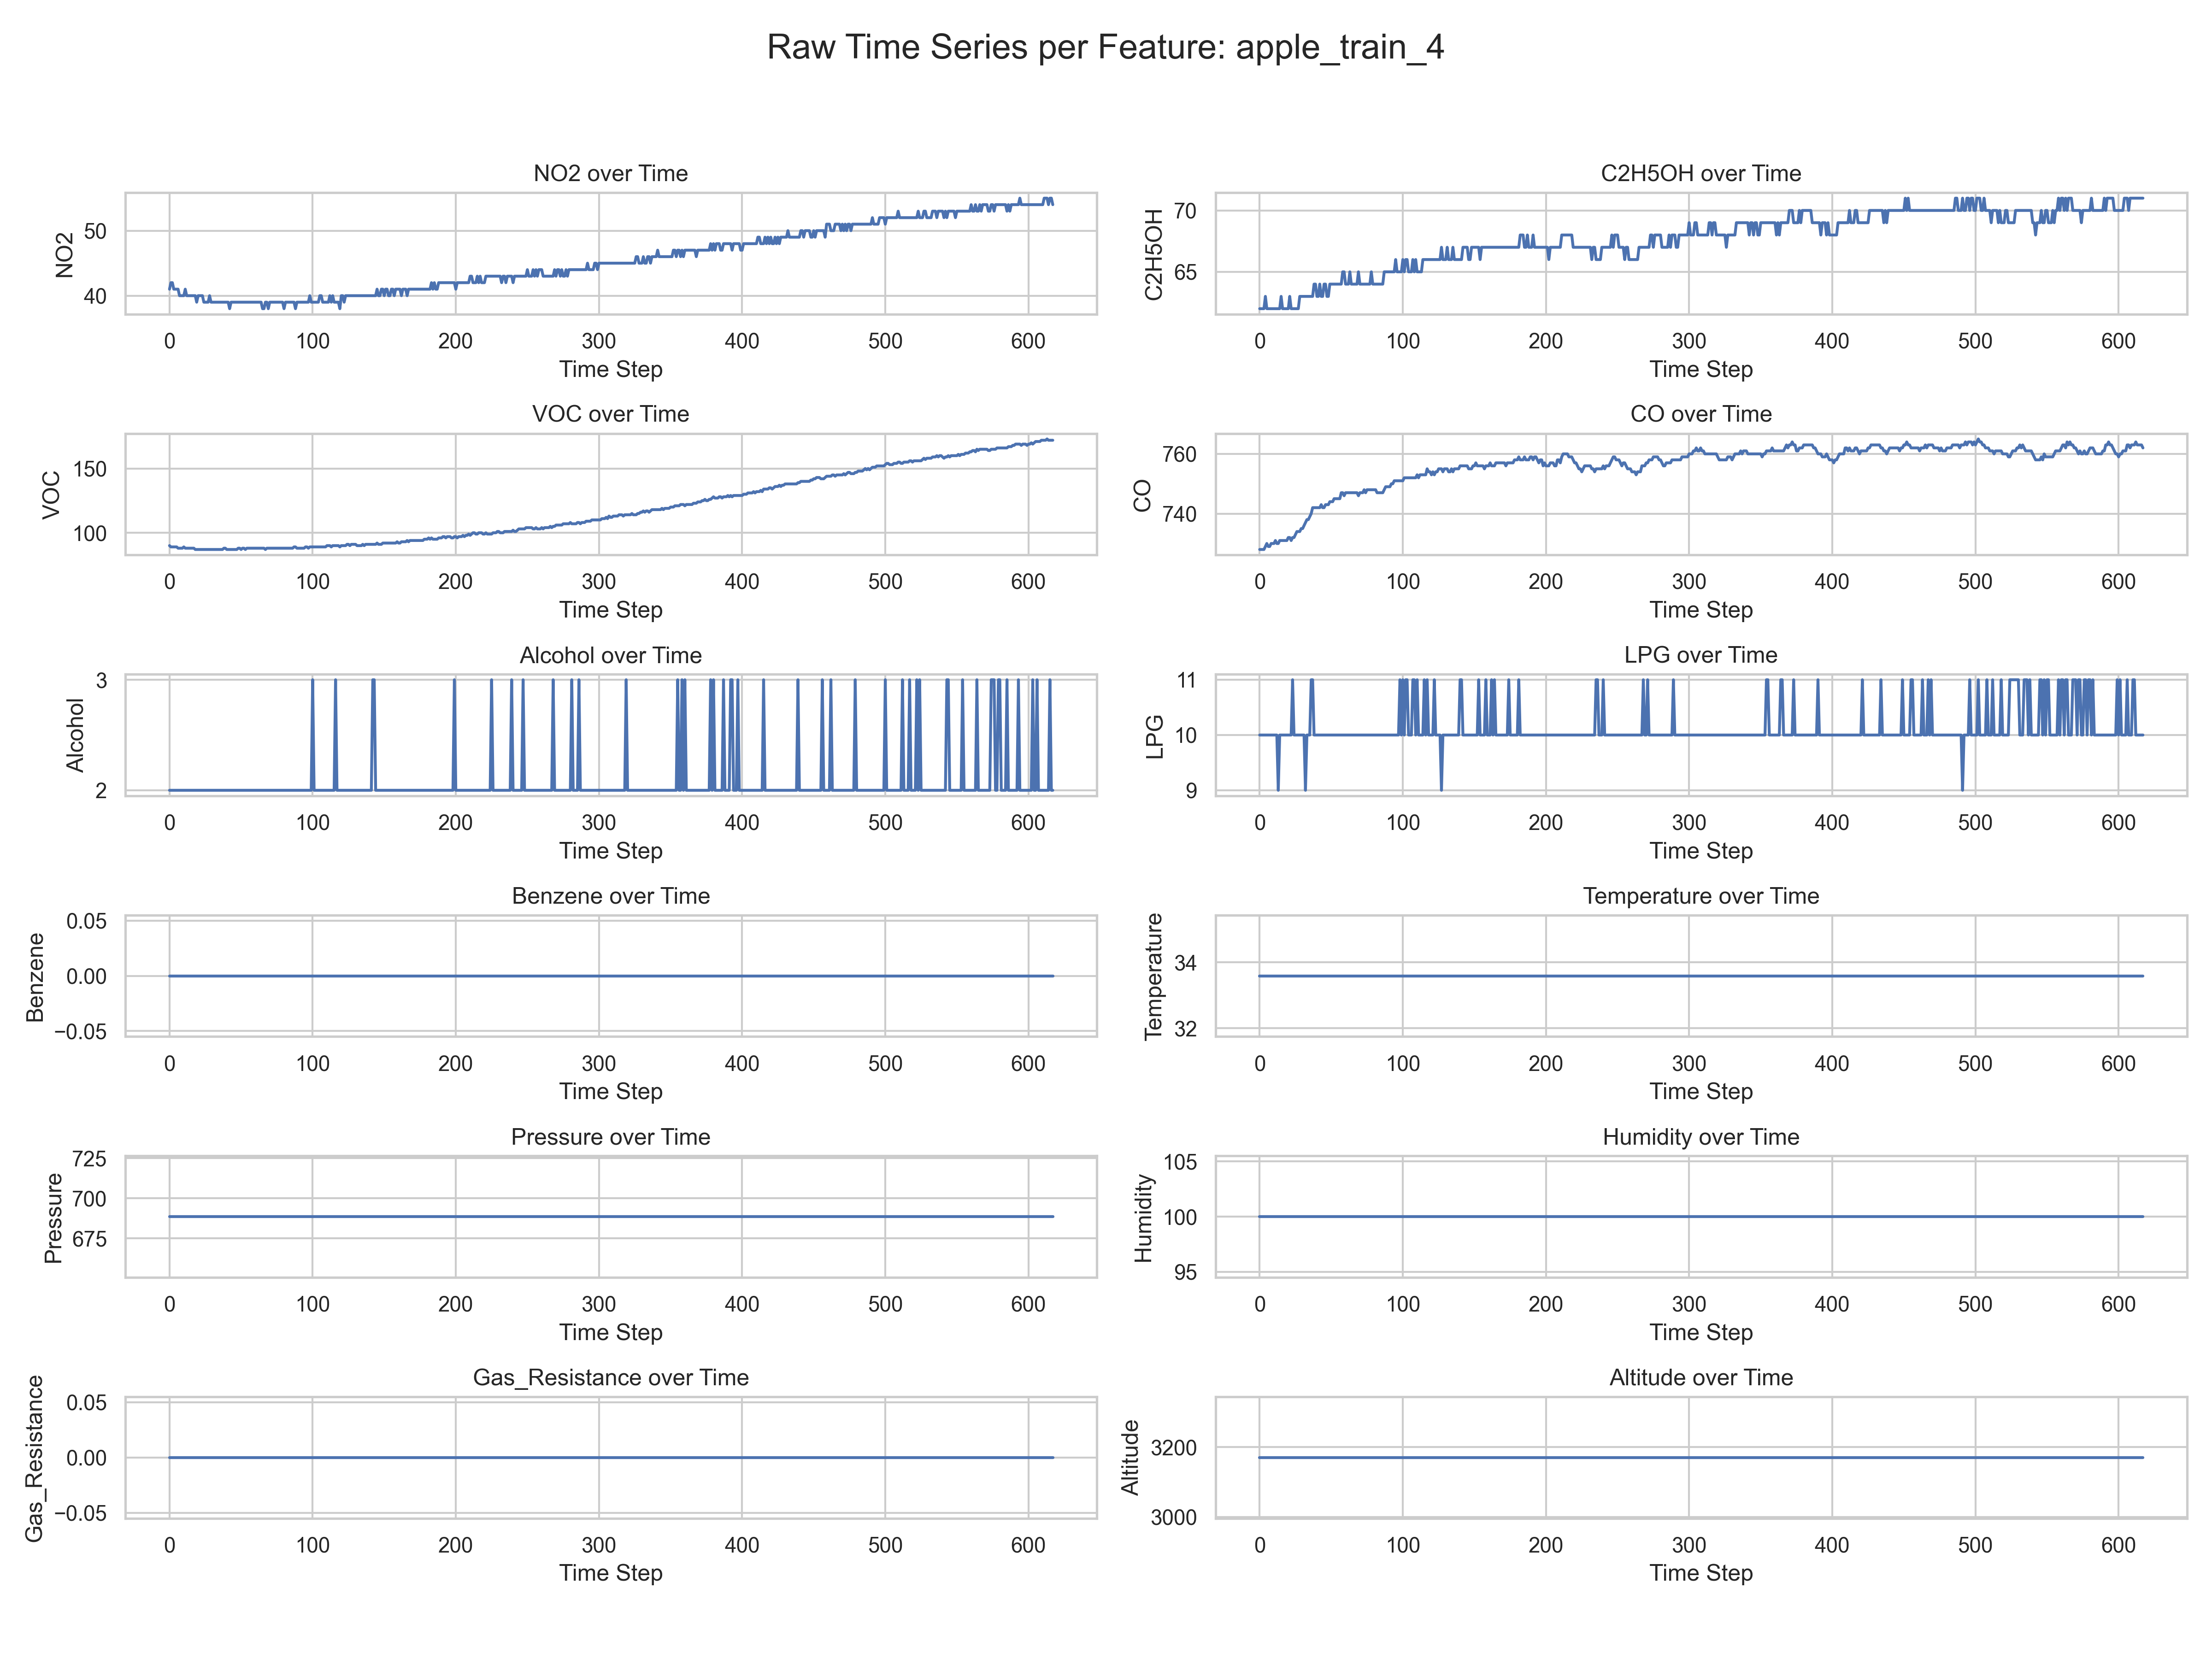 Raw Time Series per Feature: apple_train_4
NO2 over Time
NO2
50
40
0 100 200 300 400 500 600
Time Step
C2H5OH over Time
C2H5OH
70
65
0 100 200 300 400 500 600
Time Step
VOC over Time
VOC
150
100
0 100 200 300 400 500 600
Time Step
CO over Time
CO
760
740
0 100 200 300 400 500 600
Time Step
Alcohol over Time
Alcohol
3
2
0 100 200 300 400 500 600
Time Step
LPG over Time
LPG
11
10
9
0 100 200 300 400 500 600
Time Step
Benzene over Time
Benzene
0.05
0.00
−0.05
0 100 200 300 400 500 600
Time Step
Temperature over Time
Temperature
34
32
0 100 200 300 400 500 600
Time Step
Pressure over Time
Pressure
725
700
675
0 100 200 300 400 500 600
Time Step
Humidity over Time
Humidity
105
100
95
0 100 200 300 400 500 600
Time Step
Gas_Resistance over Time
Gas_Resistance
0.05
0.00
−0.05
0 100 200 300 400 500 600
Time Step
Altitude over Time
Altitude
3200
3000
0 100 200 300 400 500 600
Time Step